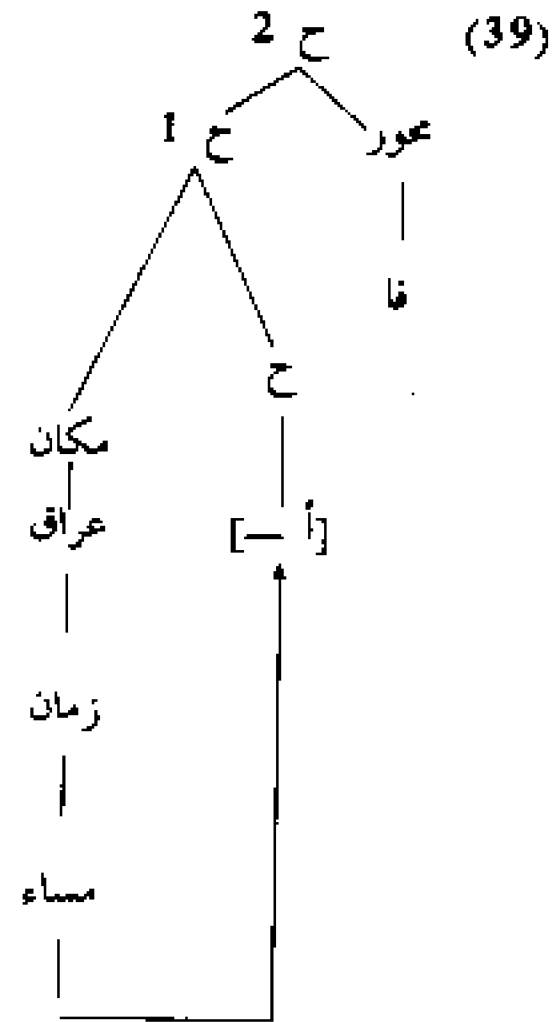 (39) ح 2
محور ح 1
فا
ح
مكان
عراق [أ —]
زمان
مساء